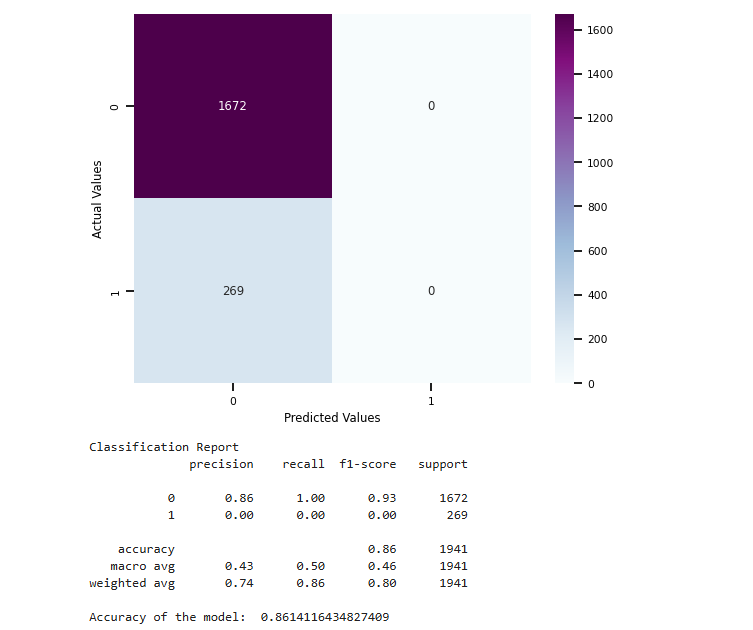 1600
1400
1200
1000
800
600
400
200
0
Actual Values
0
1672 0
1
269 0
0 1
Predicted Values
Classification Report
precision recall f1-score support
0 0.86 1.00 0.93 1672
1 0.00 0.00 0.00 269
accuracy 0.86 1941
macro avg 0.43 0.50 0.46 1941
weighted avg 0.74 0.86 0.80 1941
Accuracy of the model: 0.8614116434827409